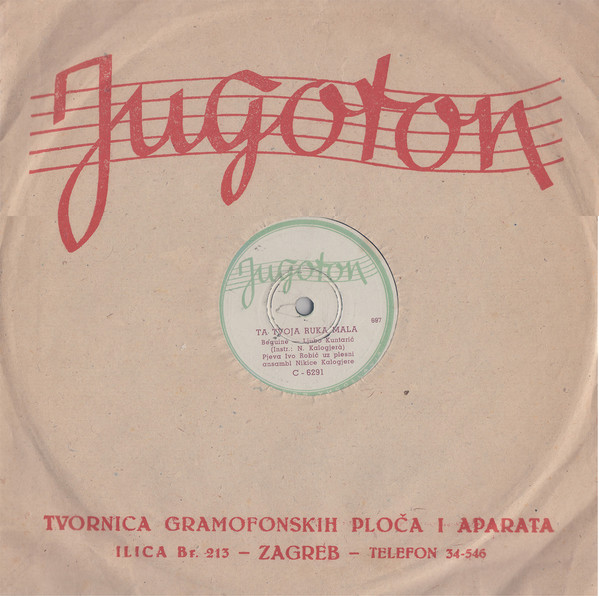 Jugoton
Jugoton
TA TVOJA RUKA MALA
Beguine — Ljubo Kuntarić
(Instr.: N. Kalogjerà)
Pjeva Ivo Robić uz plesni
ansambl Nikice Kalogjere
C - 6291
TVORNICA GRAMOFONSKIH PLOČA I APARATA
ILICA Br. 213 — ZAGREB — TELEFON 34-546